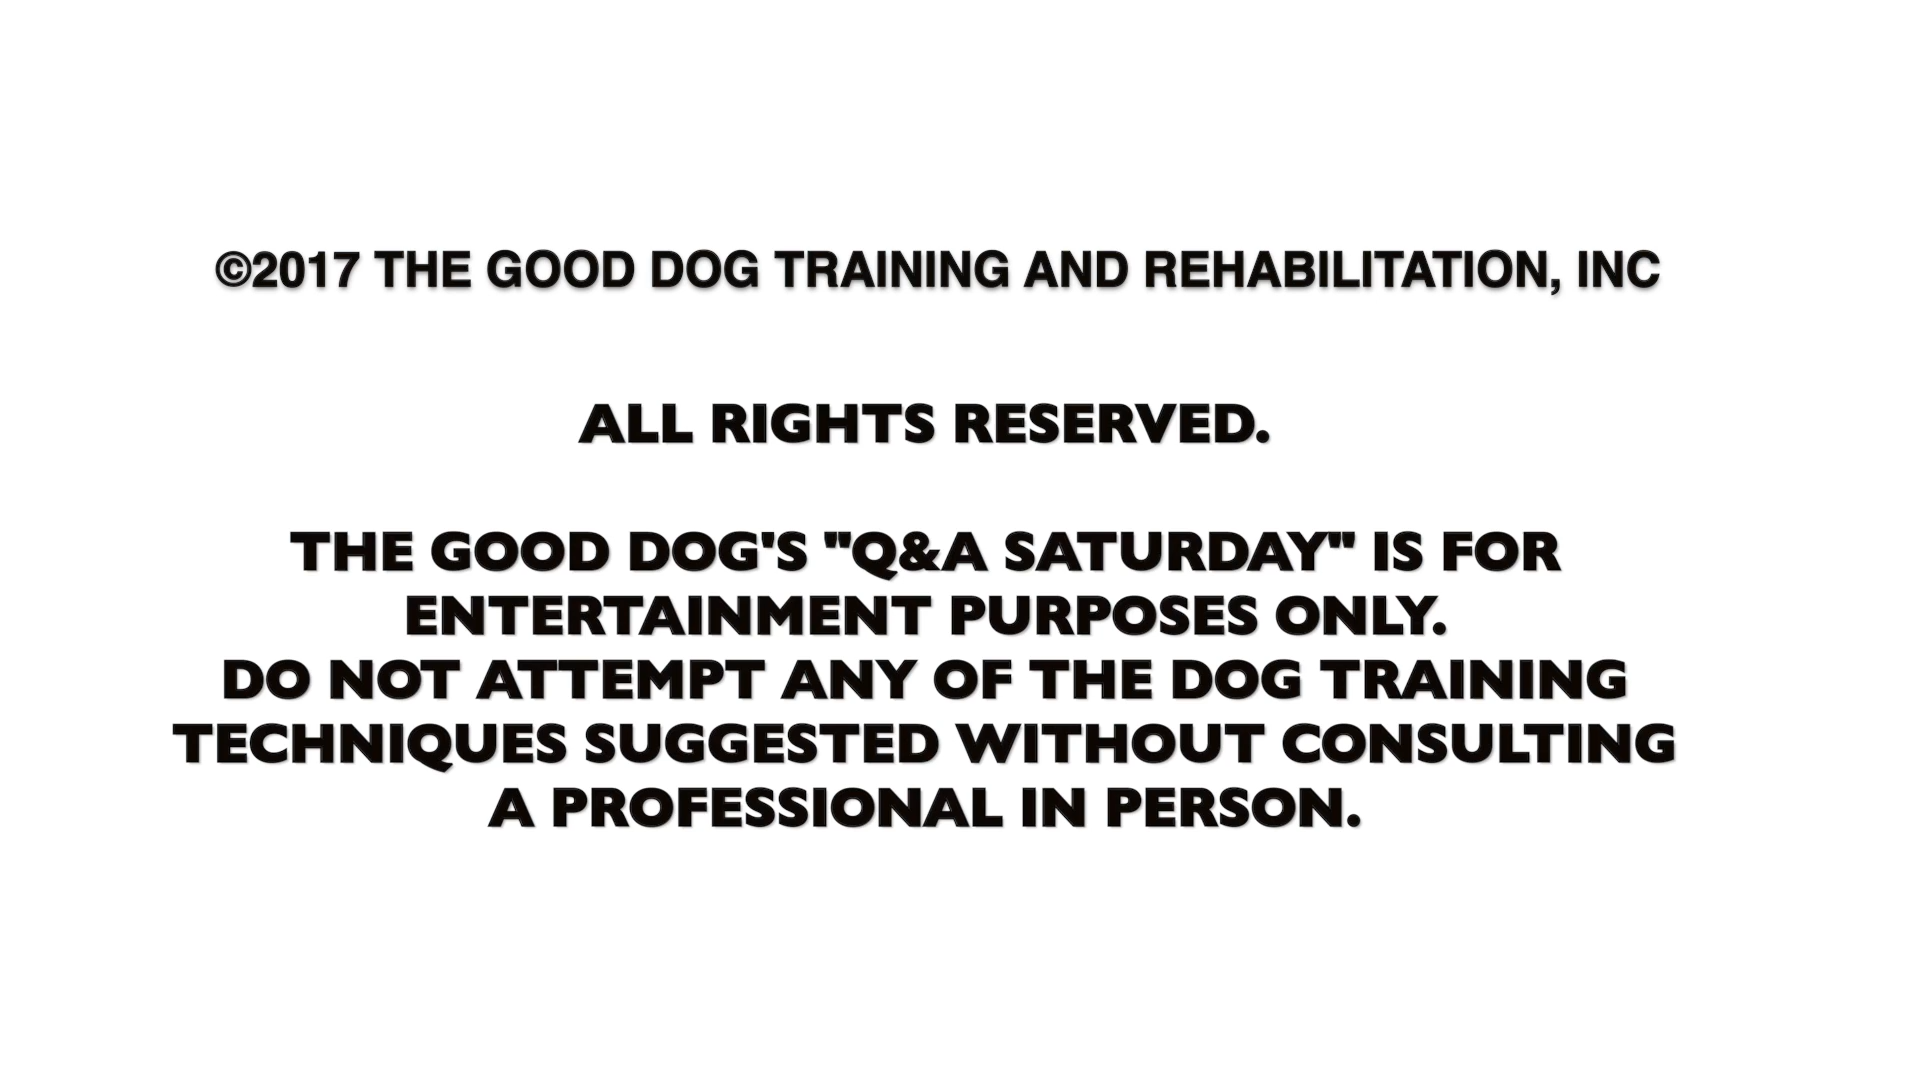 ©2017 THE GOOD DOG TRAINING AND REHABILITATION, INC
ALL RIGHTS RESERVED.
THE GOOD DOG'S "Q&A SATURDAY" IS FOR
ENTERTAINMENT PURPOSES ONLY.
DO NOT ATTEMPT ANY OF THE DOG TRAINING
TECHNIQUES SUGGESTED WITHOUT CONSULTING
A PROFESSIONAL IN PERSON.